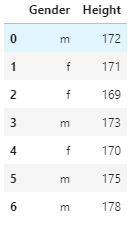 Gender Height
0 m 172
1 f 171
2 f 169
3 m 173
4 f 170
5 m 175
6 m 178